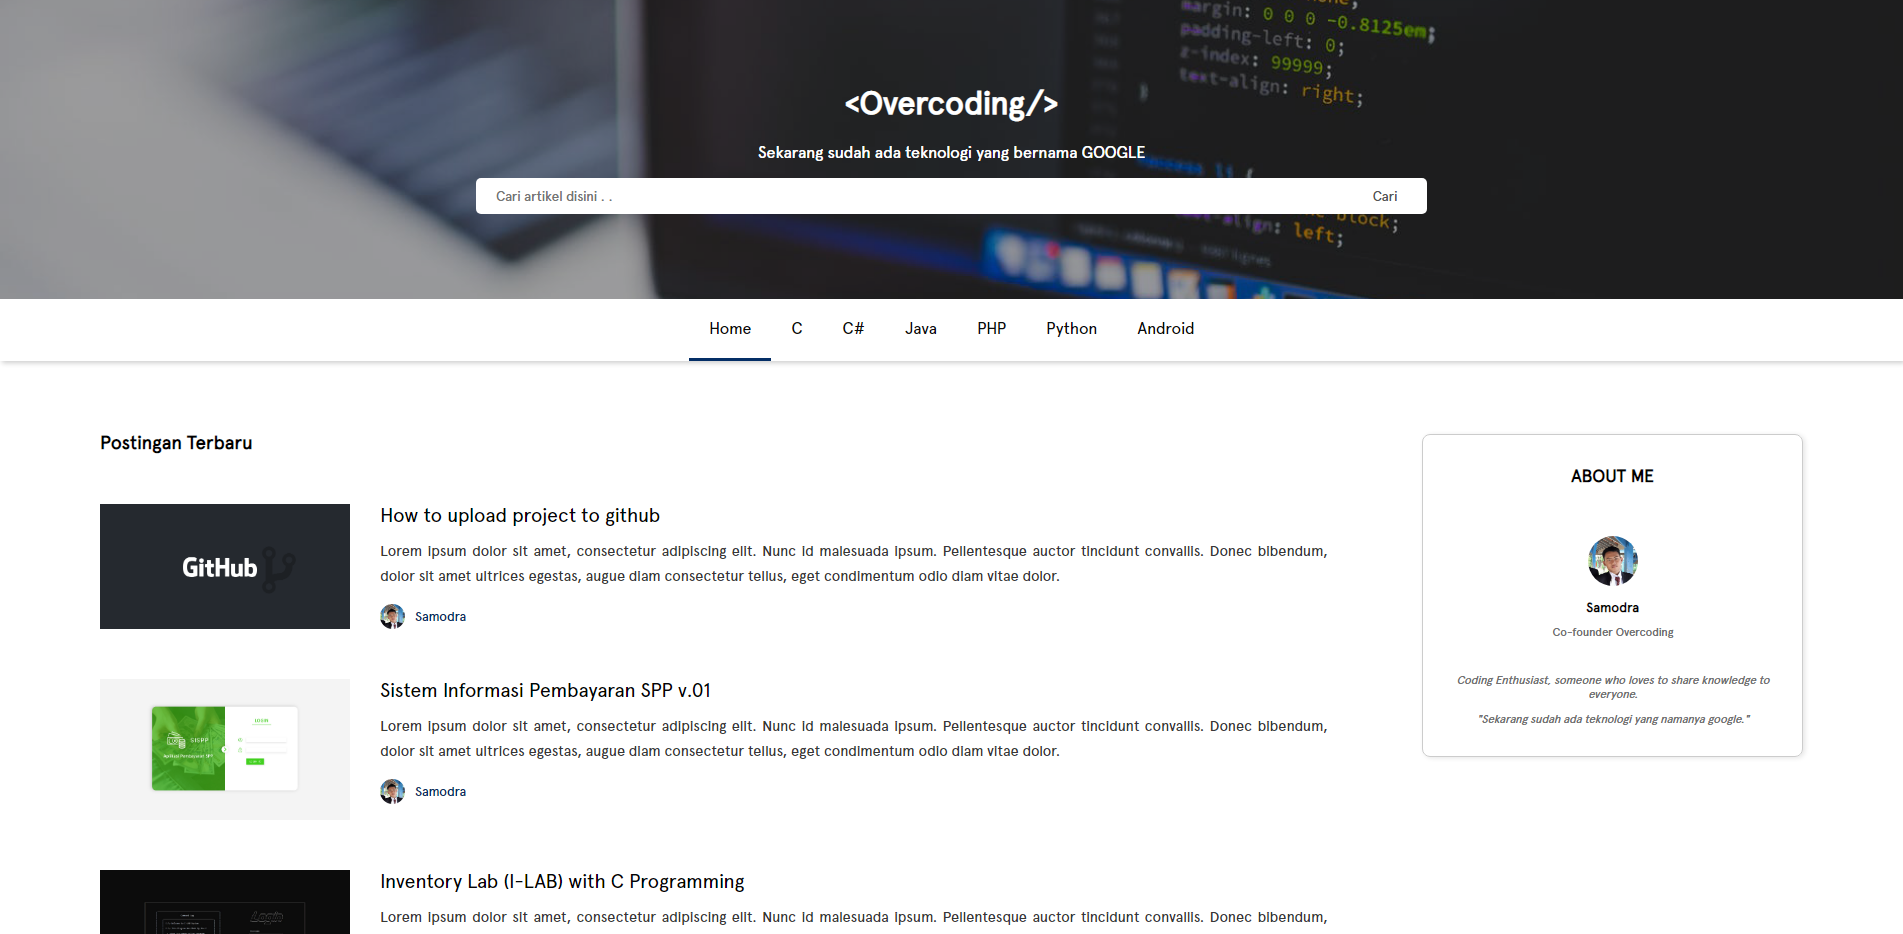 margin: 0 0 0 -0.8125em;
padding-left: 0;
z-index: 99999;
text-align: right;
}
<Overcoding/>
Sekarang sudah ada teknologi yang bernama GOOGLE
Cari artikel disini . .
Cari
block;
left;
Home
C
C#
Java
PHP
Python
Android
Postingan Terbaru
GitHub
How to upload project to github
Lorem ipsum dolor sit amet, consectetur adipiscing elit. Nunc id malesuada ipsum. Pellentesque auctor tincidunt convallis. Donec bibendum,
dolor sit amet ultrices egestas, augue diam consectetur tellus, eget condimentum odio diam vitae dolor.
Samodra
LOGIN
SISPP
Aplikasi Pembayaran SPP
Sistem Informasi Pembayaran SPP v.01
Lorem ipsum dolor sit amet, consectetur adipiscing elit. Nunc id malesuada ipsum. Pellentesque auctor tincidunt convallis. Donec bibendum,
dolor sit amet ultrices egestas, augue diam consectetur tellus, eget condimentum odio diam vitae dolor.
Samodra
Login
Inventory Lab (I-LAB) with C Programming
Lorem ipsum dolor sit amet, consectetur adipiscing elit. Nunc id malesuada ipsum. Pellentesque auctor tincidunt convallis. Donec bibendum,
ABOUT ME
Samodra
Co-founder Overcoding
Coding Enthusiast, someone who loves to share knowledge to
everyone.
"Sekarang sudah ada teknologi yang namanya google."